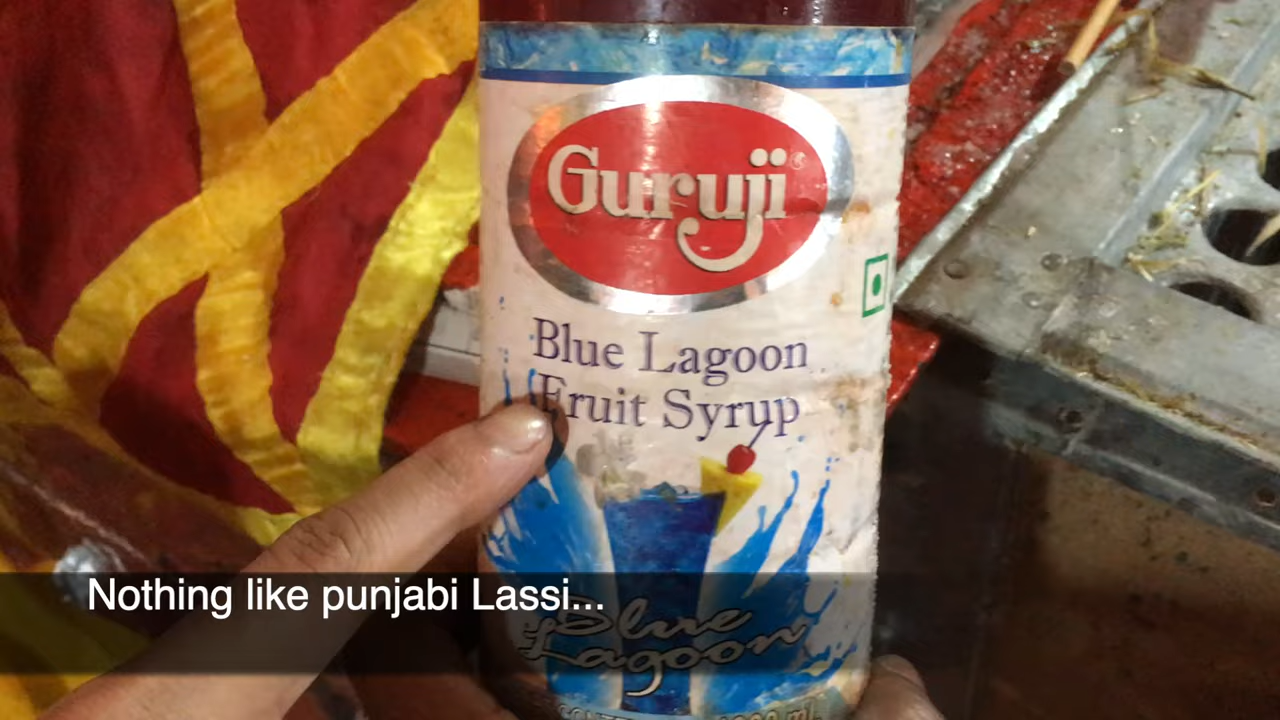 Guruji
Blue Lagoon
Fruit Syrup
Nothing like punjabi Lassi...
Blue
Lagoon